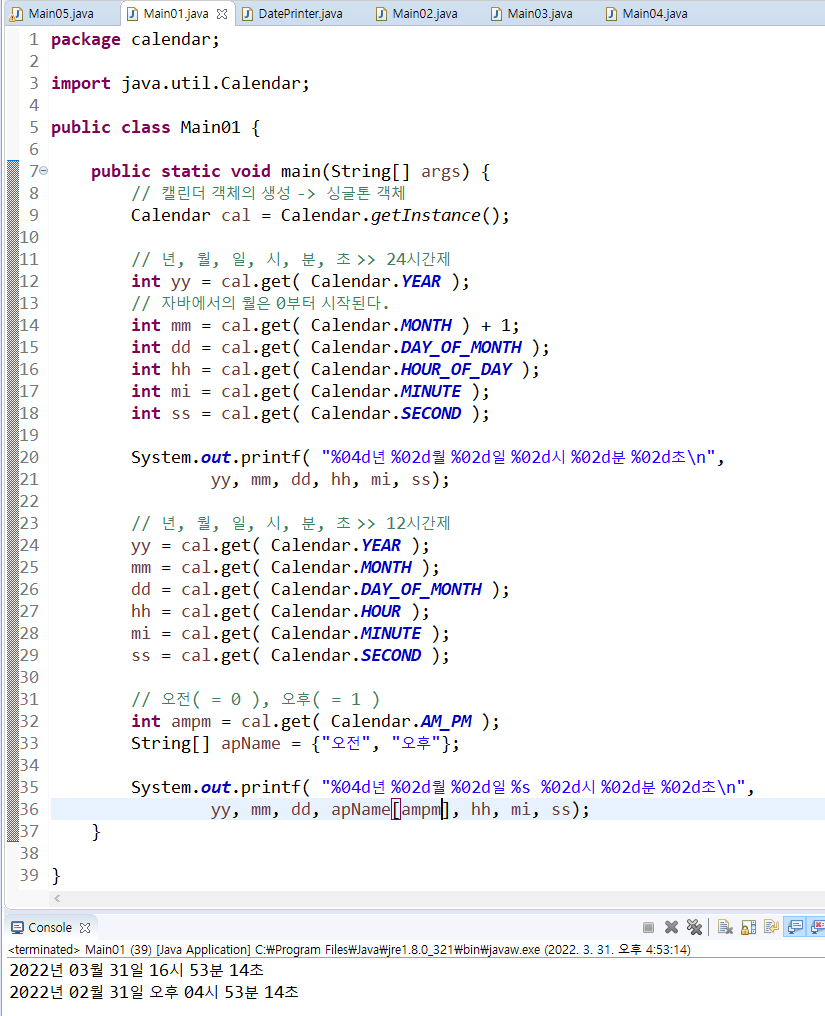 Main05.java Main01.java DatePrinter.java Main02.java Main03.java Main04.java
1 package calendar;
2
3 import java.util.Calendar;
4
5 public class Main01 {
6
7 public static void main(String[] args) {
8 // 캘린더 객체의 생성 -> 싱글톤 객체
9 Calendar cal = Calendar.getInstance();
10
11 // 년, 월, 일, 시, 분, 초 >> 24시간제
12 int yy = cal.get( Calendar.YEAR );
13 // 자바에서의 월은 0부터 시작된다.
14 int mm = cal.get( Calendar.MONTH ) + 1;
15 int dd = cal.get( Calendar.DAY_OF_MONTH );
16 int hh = cal.get( Calendar.HOUR_OF_DAY );
17 int mi = cal.get( Calendar.MINUTE );
18 int ss = cal.get( Calendar.SECOND );
19
20 System.out.printf( "%04d년 %02d월 %02d일 %02d시 %02d분 %02d초\n",
21 yy, mm, dd, hh, mi, ss);
22
23 // 년, 월, 일, 시, 분, 초 >> 12시간제
24 yy = cal.get( Calendar.YEAR );
25 mm = cal.get( Calendar.MONTH );
26 dd = cal.get( Calendar.DAY_OF_MONTH );
27 hh = cal.get( Calendar.HOUR );
28 mi = cal.get( Calendar.MINUTE );
29 ss = cal.get( Calendar.SECOND );
30
31 // 오전( = 0 ), 오후( = 1 )
32 int ampm = cal.get( Calendar.AM_PM );
33 String[] apName = {"오전", "오후"};
34
35 System.out.printf( "%04d년 %02d월 %02d일 %s %02d시 %02d분 %02d초\n",
36 yy, mm, dd, apName[ampm], hh, mi, ss);
37 }
38
39 }
Console
<terminated> Main01 (39) [Java Application] C:₩Program Files₩Java₩jre1.8.0_321₩bin₩javaw.exe (2022. 3. 31. 오후 4:53:14)
2022년 03월 31일 16시 53분 14초
2022년 02월 31일 오후 04시 53분 14초